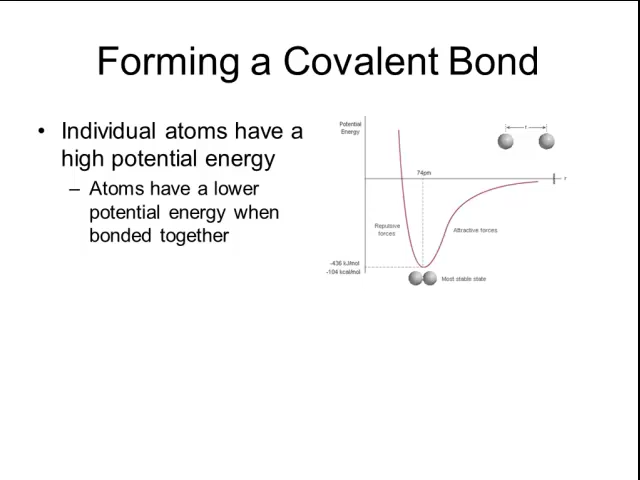 Forming a Covalent Bond
• Individual atoms have a
high potential energy
– Atoms have a lower
potential energy when
bonded together
Potential
Energy
r
74pm
r
Repulsive
forces
Attractive forces
-436 kJ/mol
-104 kcal/mol
Most stable state